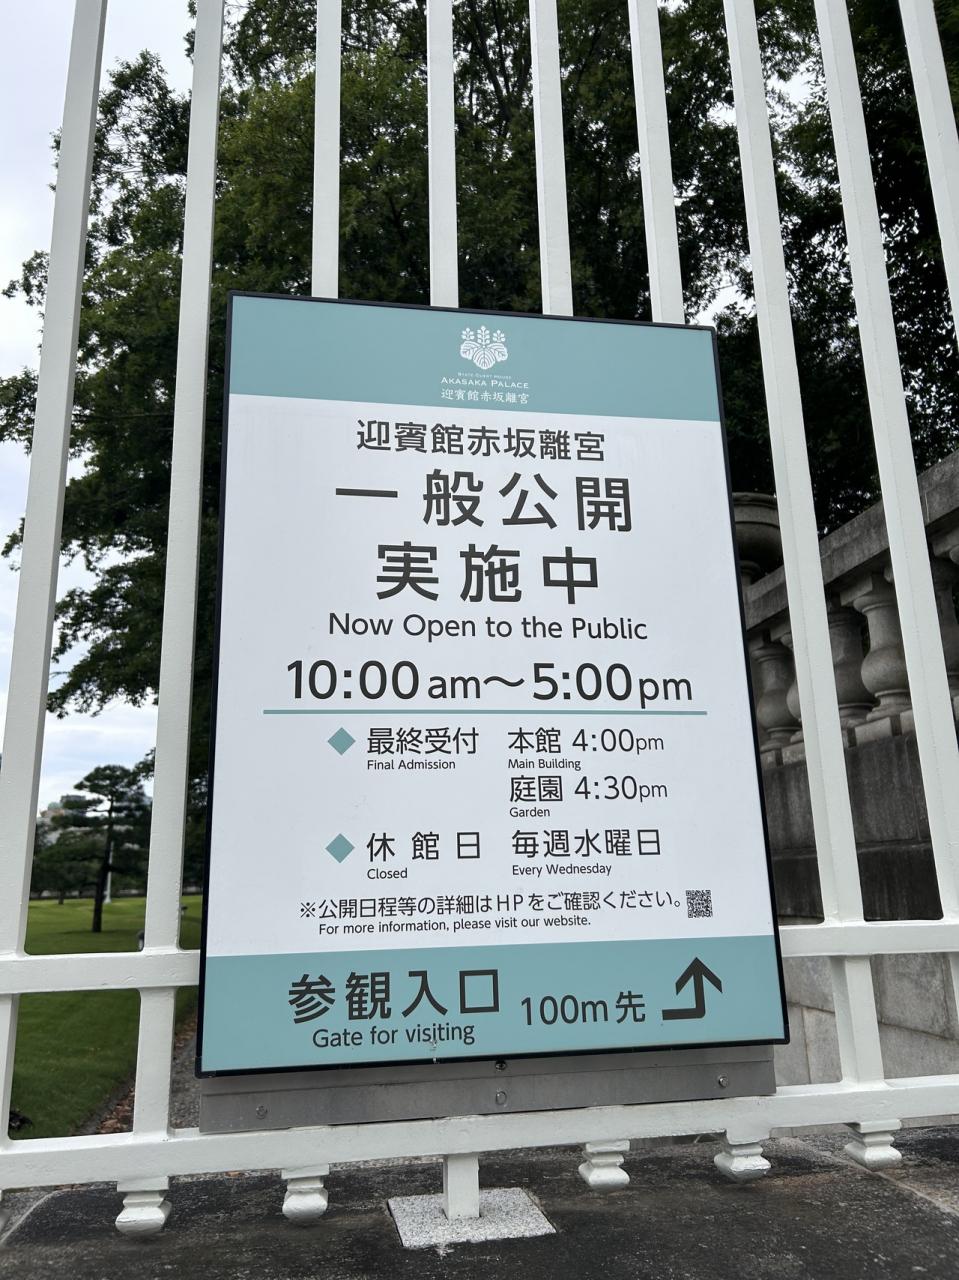 STATE GUEST HOUSE
AKASAKA PALACE
迎賓館赤坂離宮
迎賓館赤坂離宮
一般公開
実施中
Now Open to the Public
10:00am～5:00pm
◆ 最終受付 本館 4:00pm
Final Admission Main Building
庭園 4:30pm
Garden
◆ 休館日 毎週水曜日
Closed Every Wednesday
※公開日程等の詳細はHPをご確認ください。
For more information, please visit our website.
参観入口 100m先
Gate for visiting